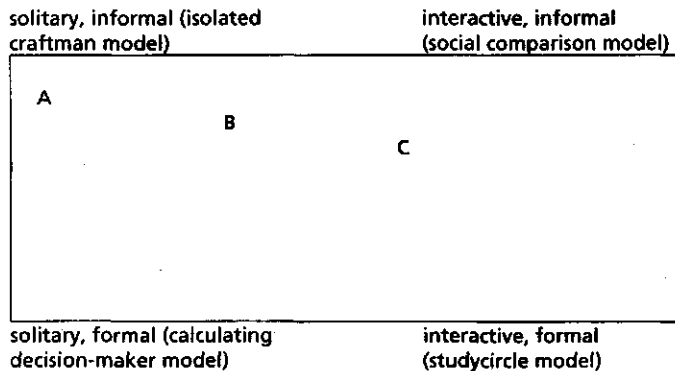 solitary, informal (isolated
craftman model)
interactive, informal
(social comparison model)
A
B
C
solitary, formal (calculating
decision-maker model)
interactive, formal
(studycircle model)